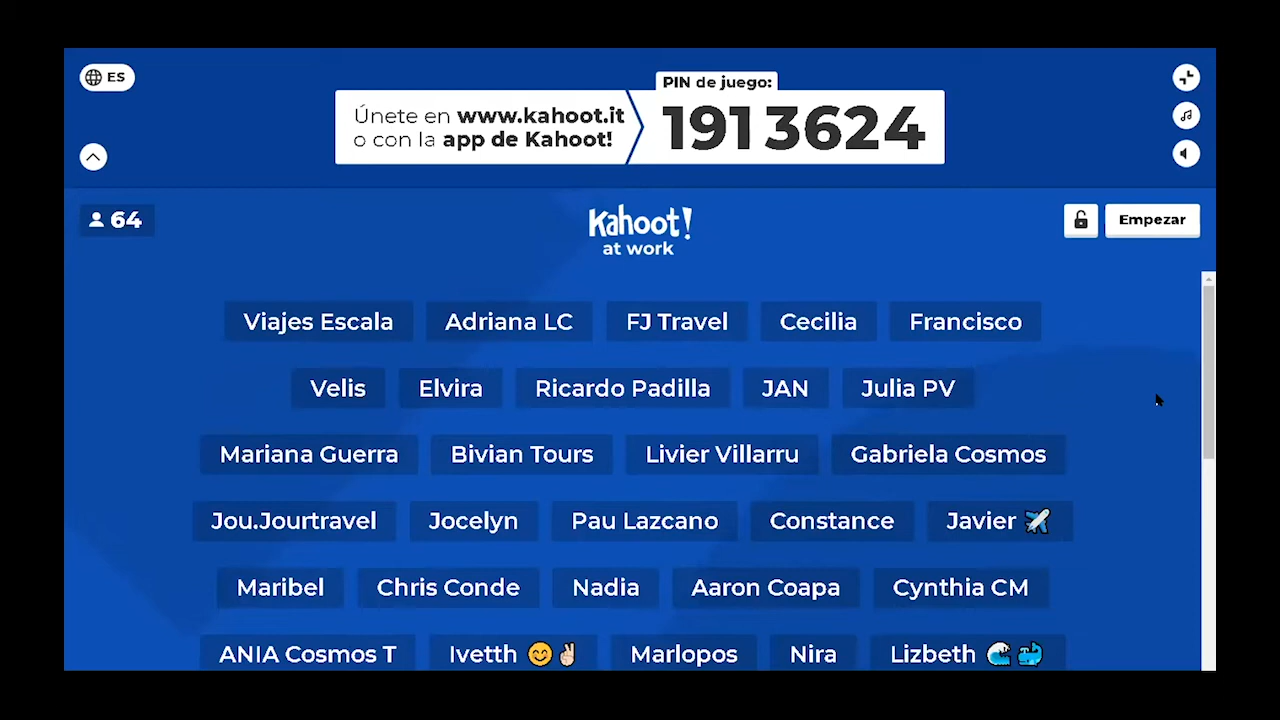 ES
PIN de juego:
Únete en www.kahoot.it
o con la app de Kahoot!
191 3624
64
Kahoot!
at work
Empezar
Viajes Escala Adriana LC FJ Travel Cecilia Francisco
Velis Elvira Ricardo Padilla JAN Julia PV
Mariana Guerra Bivian Tours Livier Villarru Gabriela Cosmos
Jou.Jourtravel Jocelyn Pau Lazcano Constance Javier ✈️
Maribel Chris Conde Nadia Aaron Coapa Cynthia CM
ANIA Cosmos T Ivetth 😊✌🏻 Marlopos Nira Lizbeth 🌊🐳